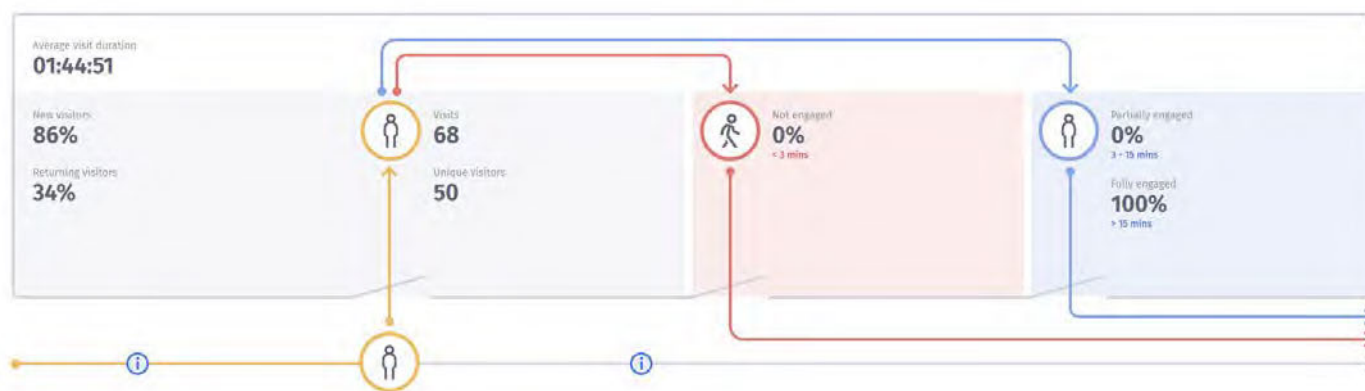 Average visit duration
01:44:51
New visitors
86%
Returning visitors
34%
Visits
68
Unique visitors
50
Not engaged
0%
< 3 mins
Partially engaged
0%
3 - 15 mins
Fully engaged
100%
> 15 mins
i
i